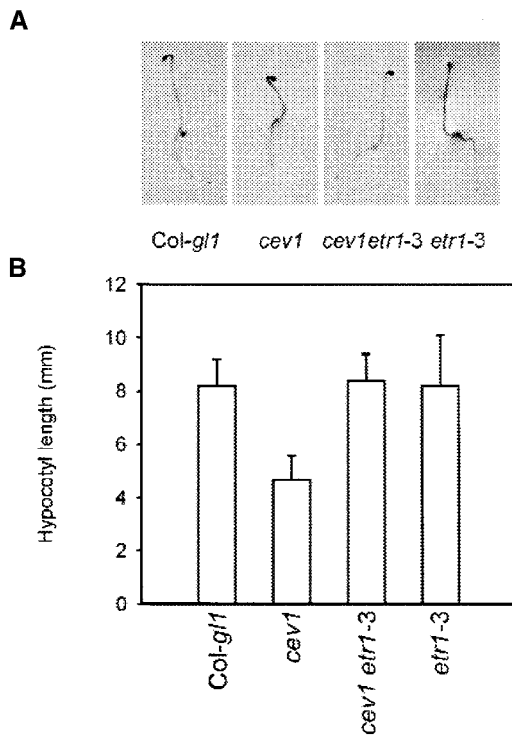 A
Col-gl1 cev1 cev1etr1-3 etr1-3
B
Hypocotyl length (mm)
12
10
8
6
4
2
0
Col-gl1
cev1
cev1 etr1-3
etr1-3